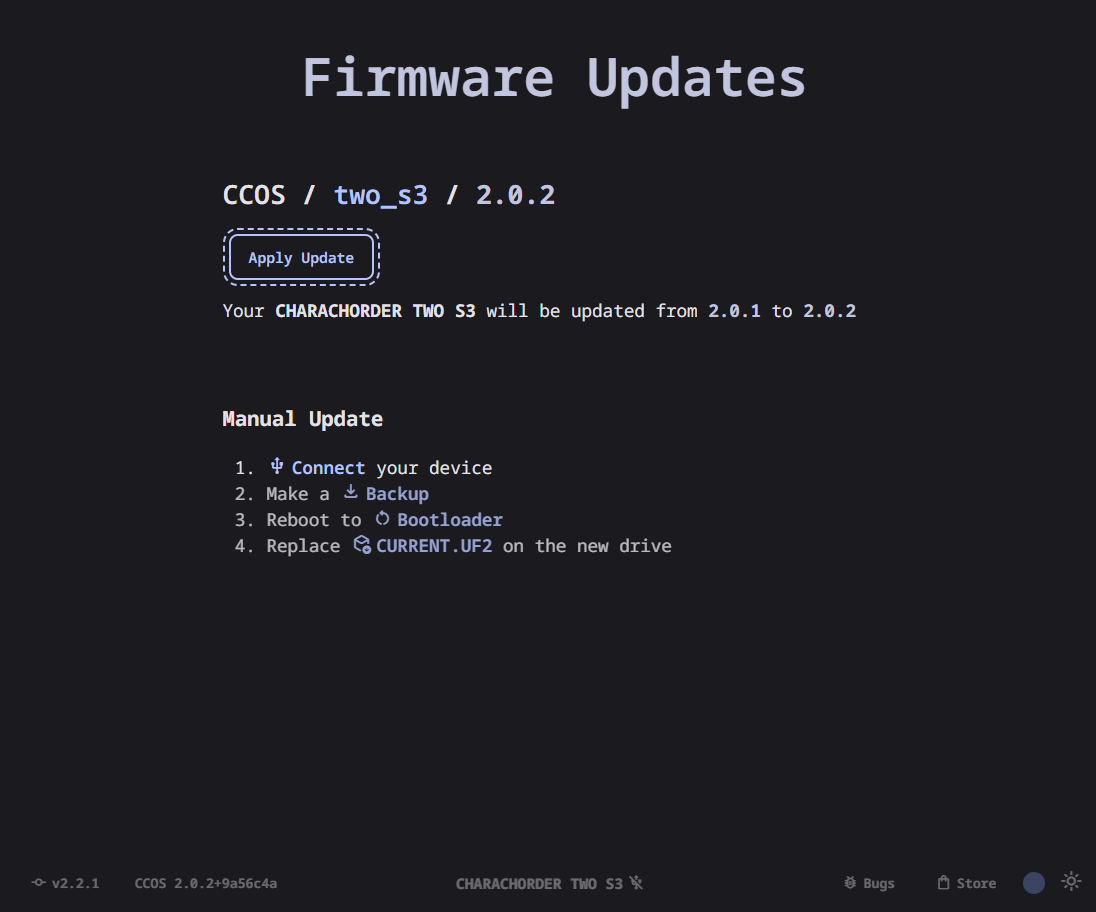 Firmware Updates
CCOS / two_s3 / 2.0.2
Apply Update
Your CHARACHORDER TWO S3 will be updated from 2.0.1 to 2.0.2
Manual Update
1. Connect your device
2. Make a Backup
3. Reboot to Bootloader
4. Replace CURRENT.UF2 on the new drive
v2.2.1 CCOS 2.0.2+9a56c4a CHARACHORDER TWO S3 Bugs Store